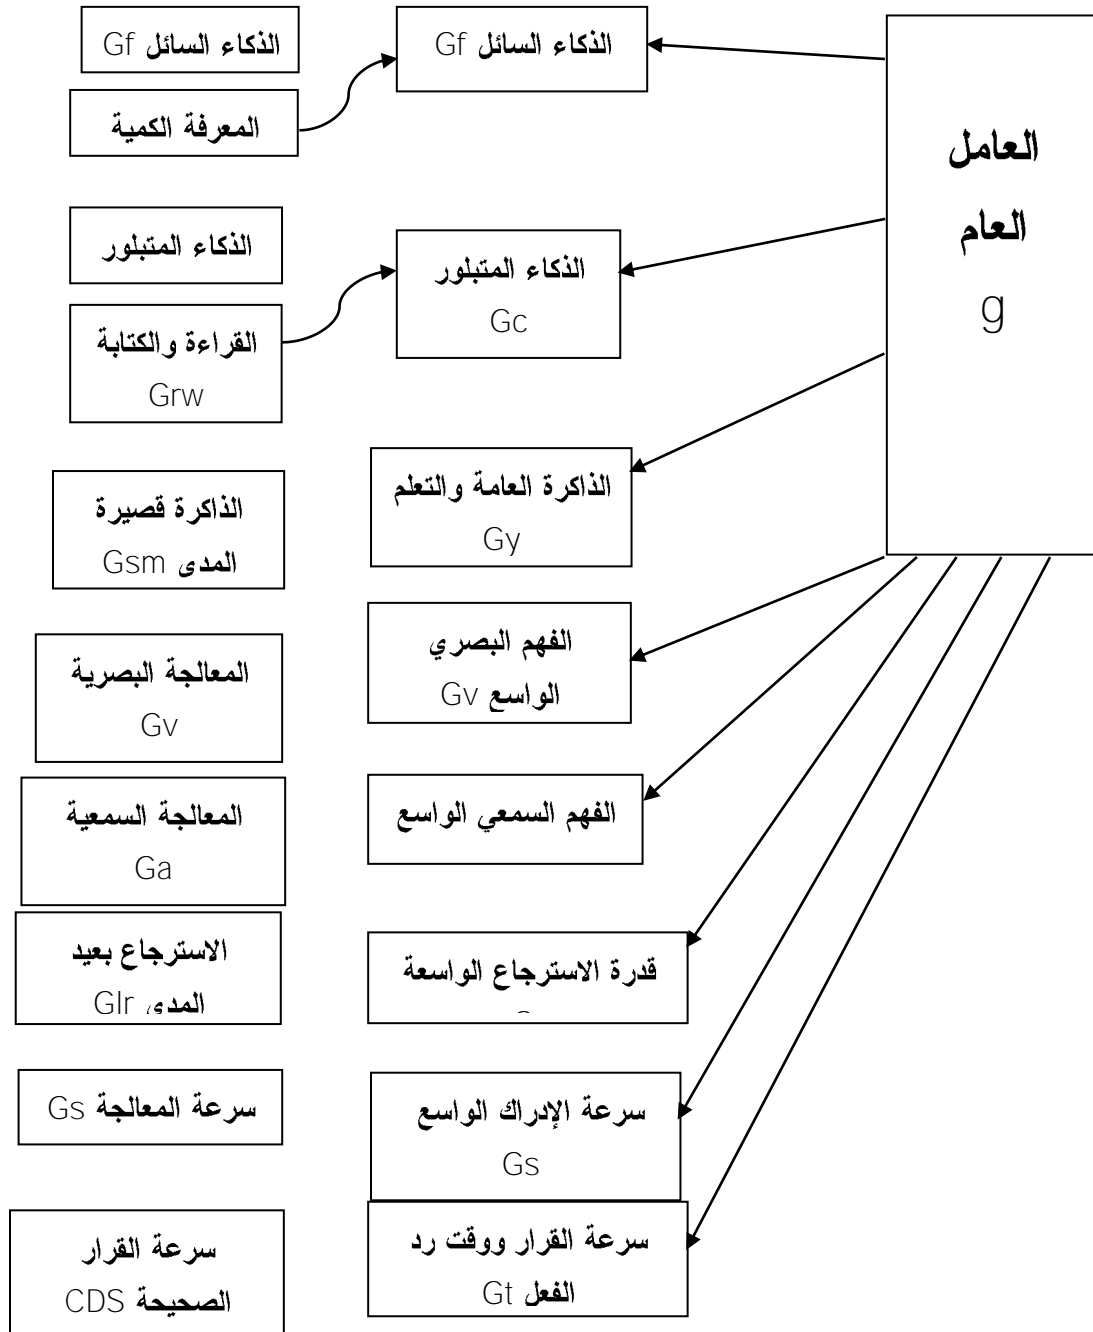 العامل
العام
g
الذكاء السائل Gf
الذكاء السائل Gf
المعرفة الكمية
الذكاء المتبلور
Gc
الذكاء المتبلور
القراءة والكتابة
Grw
الذاكرة العامة والتعلم
Gy
الذاكرة قصيرة
المدى Gsm
الفهم البصري
الواسع Gv
المعالجة البصرية
Gv
الفهم السمعي الواسع
المعالجة السمعية
Ga
قدرة الاسترجاع الواسعة
الاسترجاع بعيد
المدى Glr
سرعة الإدراك الواسع
Gs
سرعة المعالجة Gs
سرعة القرار ووقت رد
الفعل Gt
سرعة القرار
الصحيحة CDS